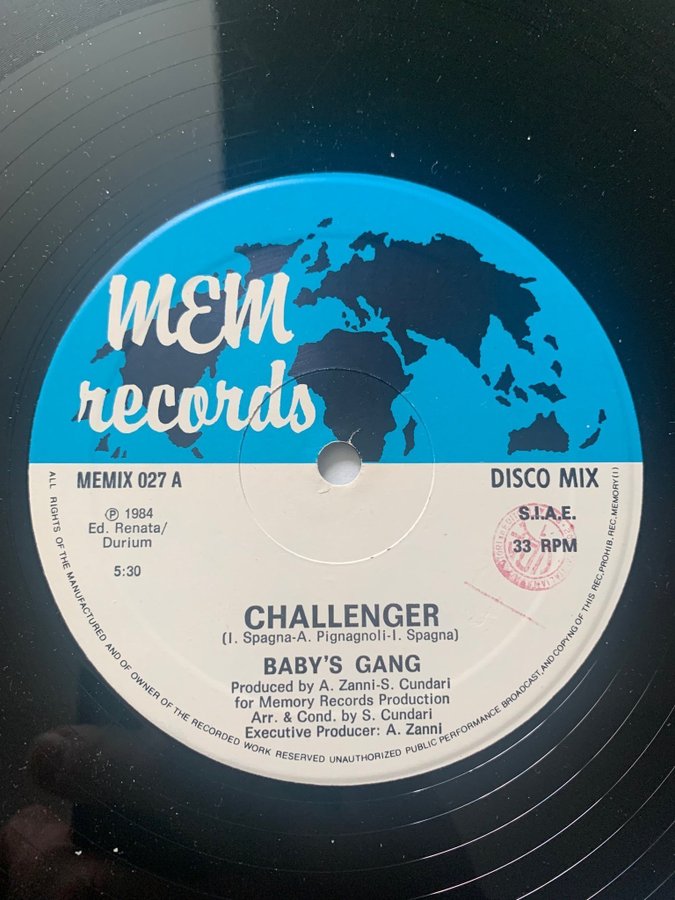 MEM
records
MEMIX 027 A
DISCO MIX
Ⓟ 1984
Ed. Renata/
Durium
S.I.A.E.
33 RPM
5:30
CHALLENGER
(I. Spagna-A. Pignagnoli-I. Spagna)
BABY'S GANG
Produced by A. Zanni-S. Cundari
for Memory Records Production
Arr. & Cond. by S. Cundari
Executive Producer: A. Zanni
ALL RIGHTS OF THE MANUFACTURED AND OF OWNER OF THE RECORDED WORK RESERVED UNAUTHORIZED PUBLIC PERFORMANCE BROADCAST, AND COPYNG OF THIS REC. PROHIB. REC. MEMORY (I)